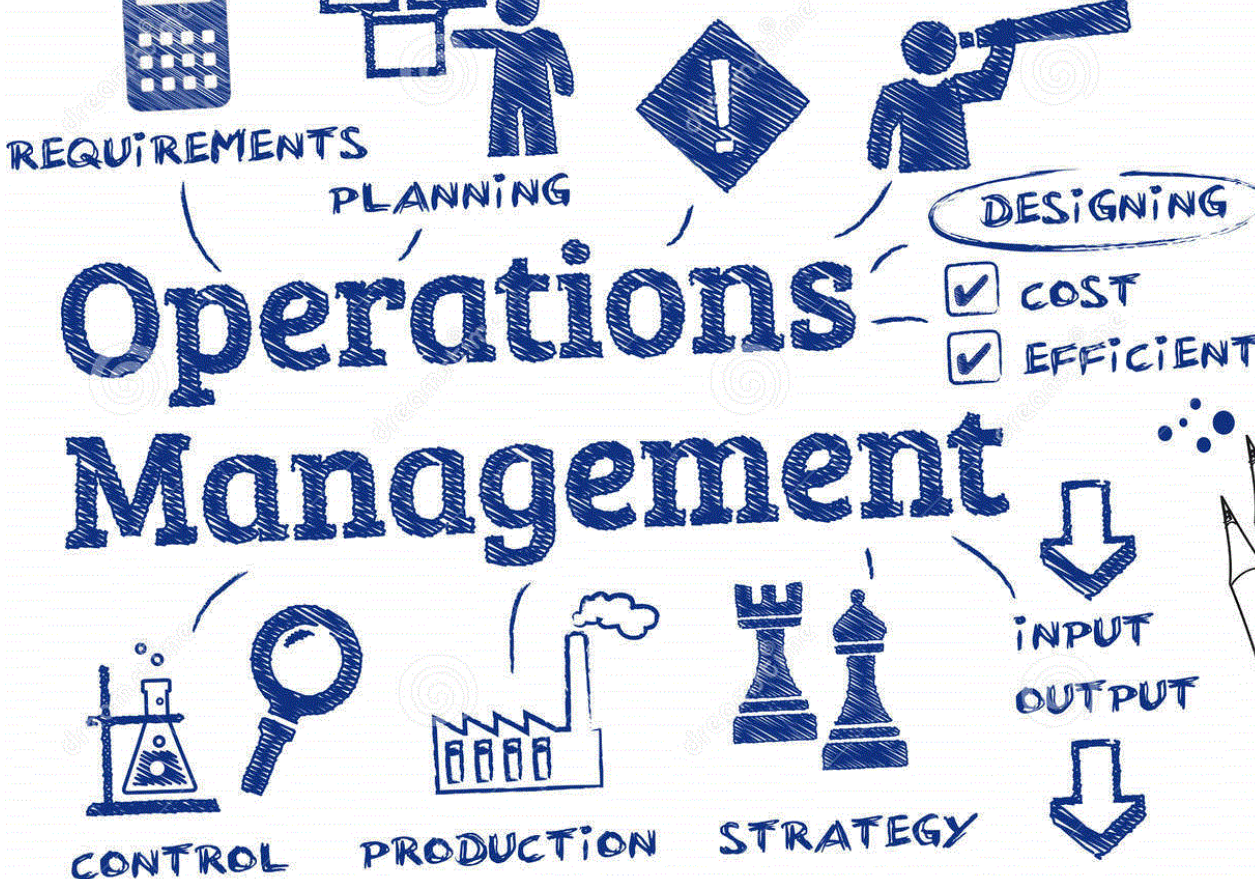 REQUIREMENTS
PLANNING
DESIGNING
Operations
COST
EFFICIENT
Management
INPUT
OUTPUT
CONTROL
PRODUCTION
STRATEGY